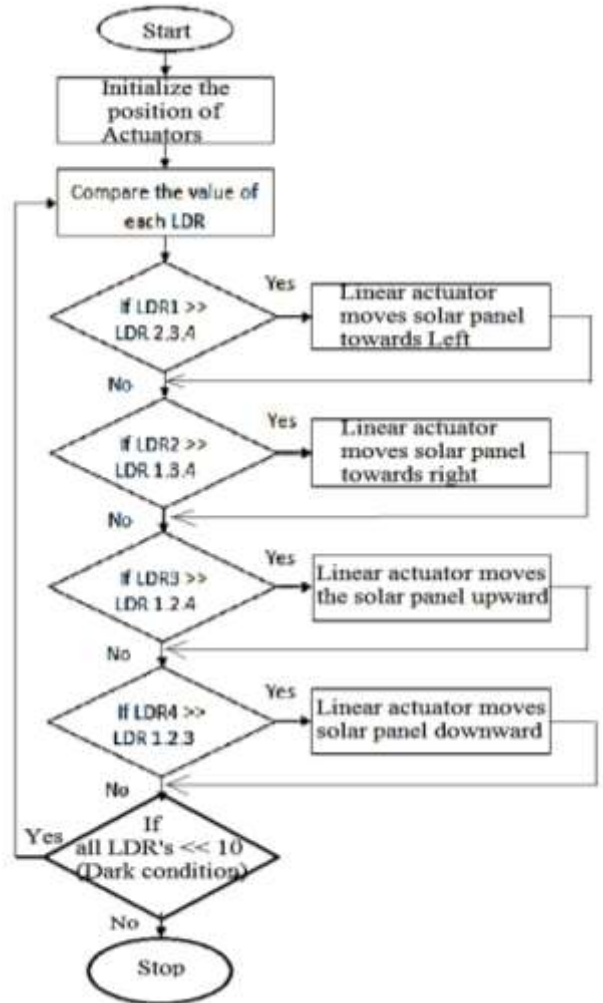 Start
Initialize the
position of
Actuators
Compare the value of
each LDR
If LDR1 >>
LDR 2.3.4
Yes
Linear actuator
moves solar panel
towards Left
No
If LDR2 >>
LDR 1.3.4
Yes
Linear actuator
moves solar panel
towards right
No
If LDR3 >>
LDR 1.2.4
Yes
Linear actuator moves
the solar panel upward
No
If LDR4 >>
LDR 1.2.3
Yes
Linear actuator moves
solar panel downward
No
If
all LDR's << 10
(Dark condition)
Yes
No
Stop